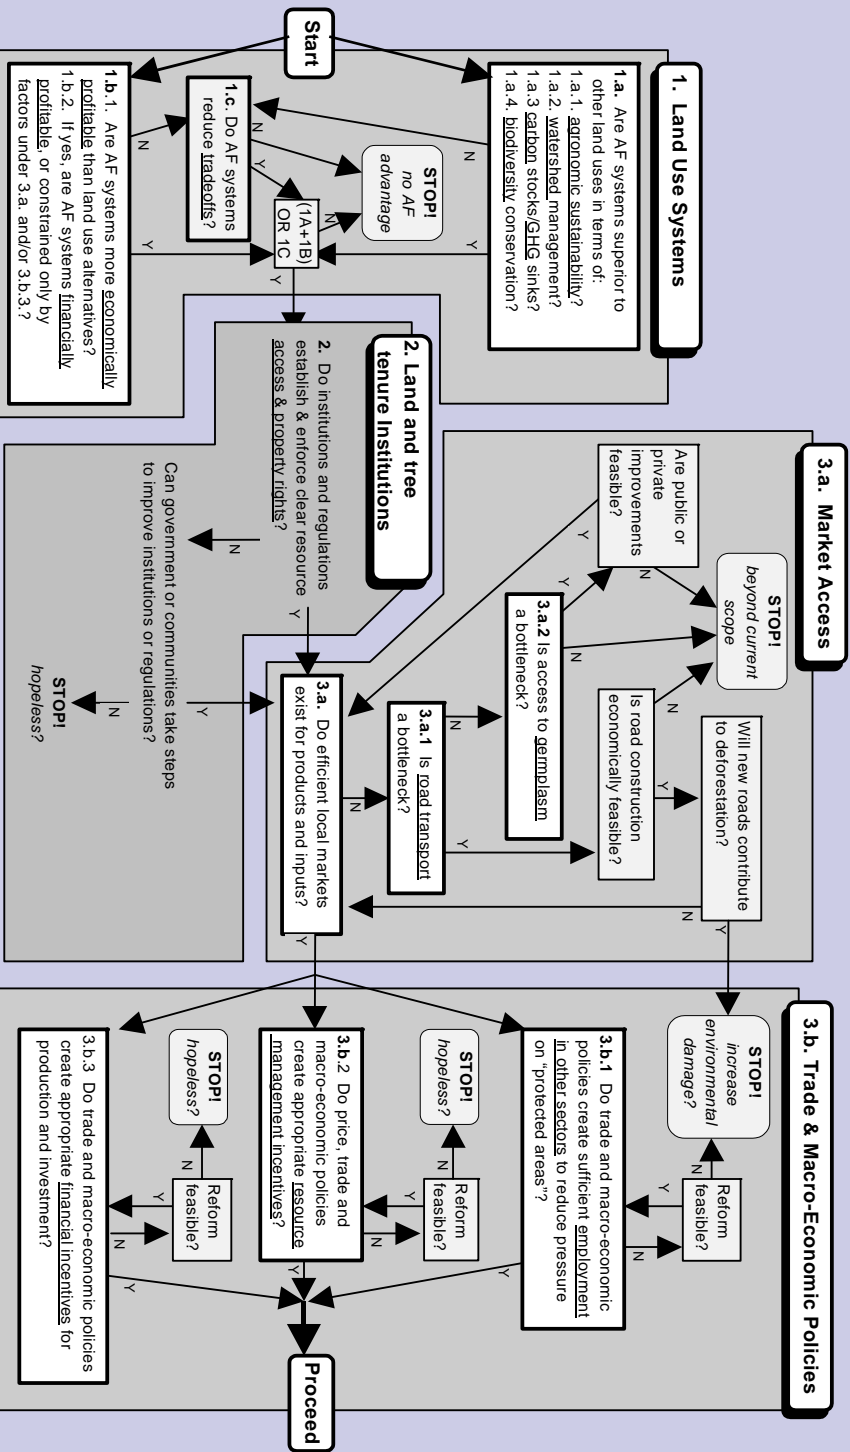 1. Land Use Systems
Start
1.a. Are AF systems superior to
other land uses in terms of:
1.a.1. agronomic sustainability?
1.a.2. watershed management?
1.a.3 carbon stocks/GHG sinks?
1.a.4. biodiversity conservation?
N
Y
STOP!
no AF
advantage
1.c. Do AF systems
reduce tradeoffs?
N
Y
(1A+1B)
OR 1C
N
Y
1.b.1. Are AF systems more economically
profitable than land use alternatives?
1.b.2. If yes, are AF systems financially
profitable, or constrained only by
factors under 3.a. and/or 3.b.3.?
N
Y
2. Land and tree
tenure Institutions
2. Do institutions and regulations
establish & enforce clear resource
access & property rights?
Y
N
Can government or communities take steps
to improve institutions or regulations?
Y
N
STOP!
hopeless?
3.a. Market Access
STOP!
beyond current
scope
Are public or
private
improvements
feasible?
N
Y
Will new roads contribute
to deforestation?
N
Y
Is road construction
economically feasible?
N
Y
3.a.2 Is access to germplasm
a bottleneck?
Y
N
3.a.1 Is road transport
a bottleneck?
N
Y
3.a. Do efficient local markets
exist for products and inputs?
N
Y
3.b. Trade & Macro-Economic Policies
STOP!
increase
environmental
damage?
Reform
feasible?
N
Y
N
3.b.1 Do trade and macro-economic
policies create sufficient employment
in other sectors to reduce pressure
on "protected areas"?
Y
STOP!
hopeless?
Reform
feasible?
N
Y
N
3.b.2 Do price, trade and
macro-economic policies
create appropriate resource
management incentives?
Y
STOP!
hopeless?
Reform
feasible?
N
Y
N
3.b.3 Do trade and macro-economic policies
create appropriate financial incentives for
production and investment?
Y
Proceed